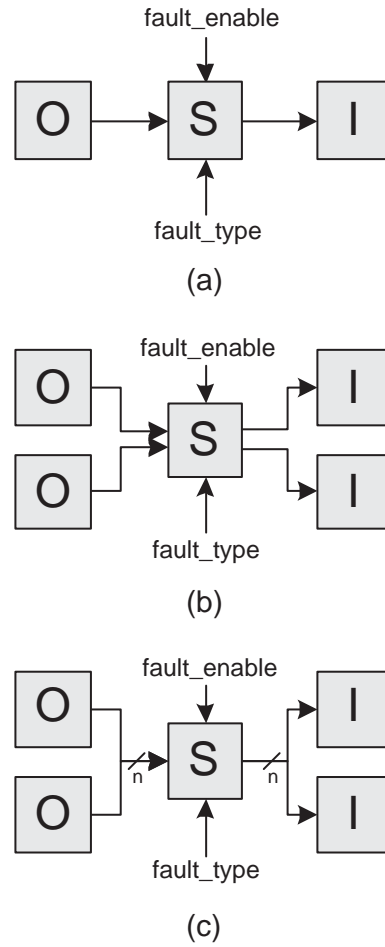 fault_enable
O S I
fault_type
(a)
fault_enable
O I
S
O I
fault_type
(b)
fault_enable
O I
S
n n
O I
fault_type
(c)